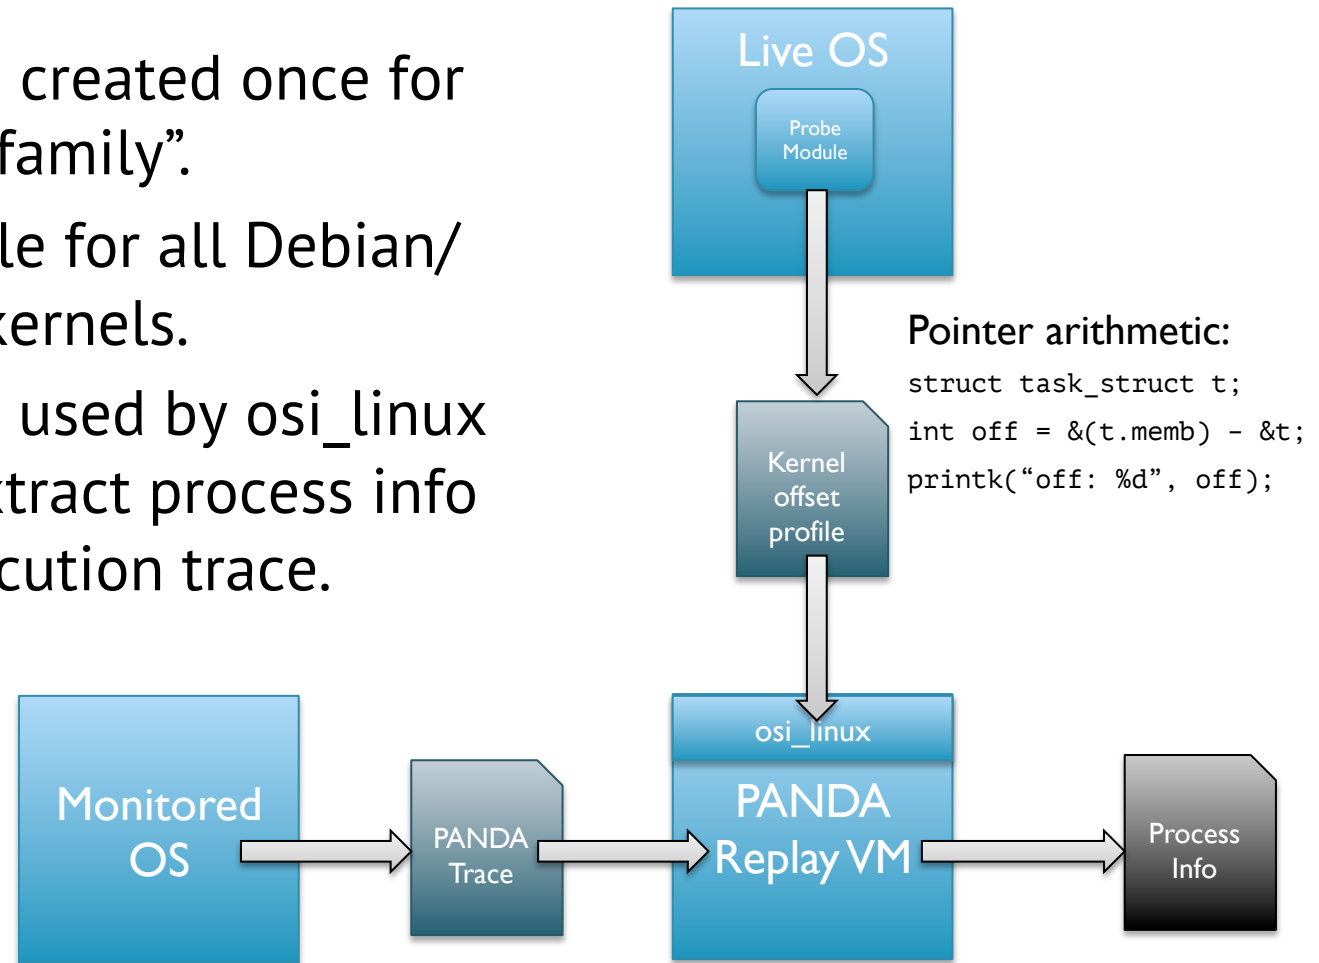 created once for
family”.
le for all Debian/
kernels.
used by osi_linux
xtract process info
cution trace.
Live OS
Probe
Module
Pointer arithmetic:
struct task_struct t;
int off = &(t.memb) – &t;
printk(“off: %d”, off);
Kernel
offset
profile
osi_linux
Monitored
OS
PANDA
Trace
PANDA
Replay VM
Process
Info